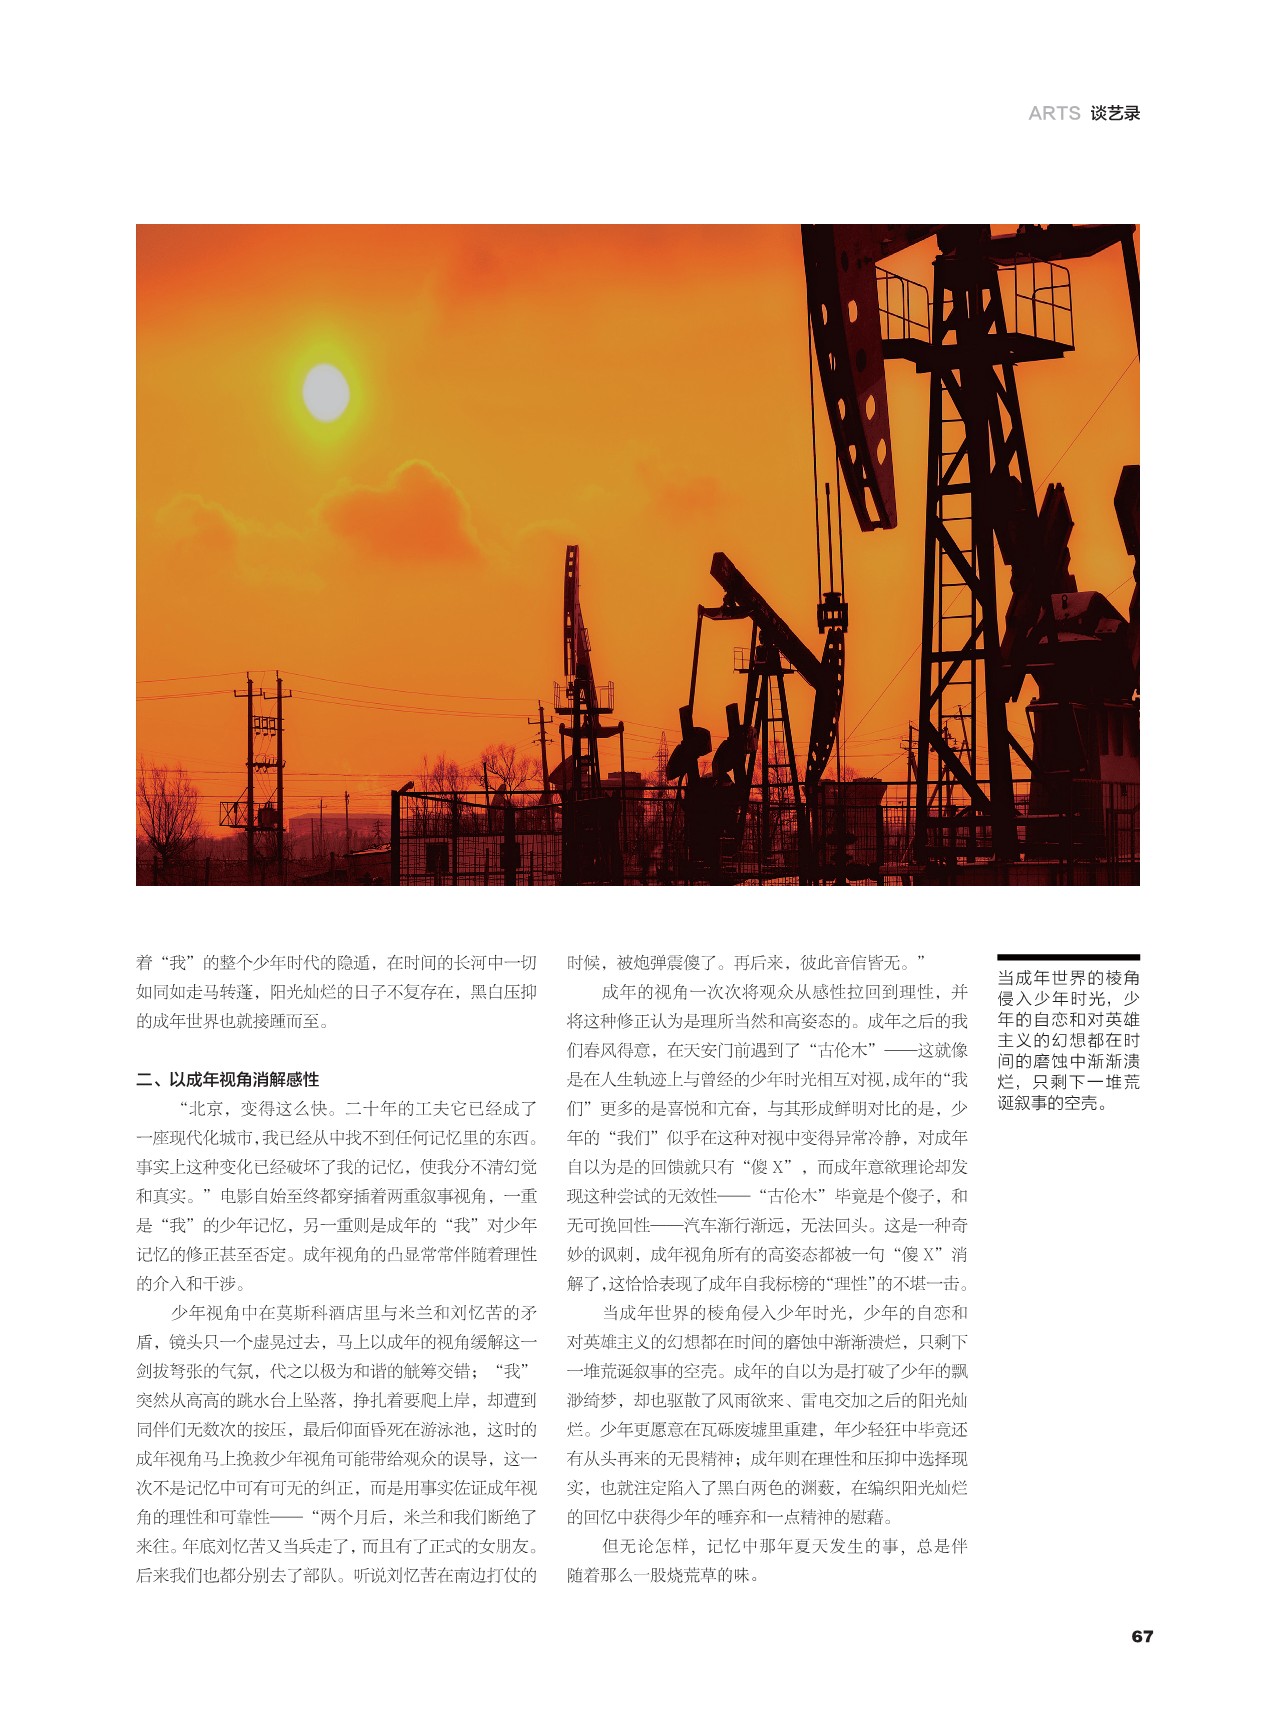 ARTS 谈艺录
着“我”的整个少年时代的隐遁，在时间的长河中一切
如同如走马转蓬，阳光灿烂的日子不复存在，黑白压抑
的成年世界也就接踵而至。
二、以成年视角消解感性
“北京，变得这么快。二十年的工夫它已经成了
一座现代化城市，我已经从中找不到任何记忆里的东西。
事实上这种变化已经破坏了我的记忆，使我分不清幻觉
和真实。”电影自始至终都穿插着两重叙事视角，一重
是“我”的少年记忆，另一重则是成年的“我”对少年
记忆的修正甚至否定。成年视角的凸显常常伴随着理性
的介入和干涉。
少年视角中在莫斯科酒店里与米兰和刘忆苦的矛
盾，镜头只一个虚晃过去，马上以成年的视角缓解这一
剑拔弩张的气氛，代之以极为和谐的觥筹交错；“我”
突然从高高的跳水台上坠落，挣扎着要爬上岸，却遭到
同伴们无数次的按压，最后仰面昏死在游泳池，这时的
成年视角马上挽救少年视角可能带给观众的误导，这一
次不是记忆中可有可无的纠正，而是用事实佐证成年视
角的理性和可靠性——“两个月后，米兰和我们断绝了
来往。年底刘忆苦又当兵走了，而且有了正式的女朋友。
后来我们也都分别去了部队。听说刘忆苦在南边打仗的
时候，被炮弹震傻了。再后来，彼此音信皆无。”
成年的视角一次次将观众从感性拉回到理性，并
将这种修正认为是理所当然和高姿态的。成年之后的我
们春风得意，在天安门前遇到了“古伦木”——这就像
是在人生轨迹上与曾经的少年时光相互对视，成年的“我
们”更多的是喜悦和亢奋，与其形成鲜明对比的是，少
年的“我们”似乎在这种对视中变得异常冷静，对成年
自以为是的回馈就只有“傻 X”，而成年意欲理论却发
现这种尝试的无效性——“古伦木”毕竟是个傻子，和
无可挽回性——汽车渐行渐远，无法回头。这是一种奇
妙的讽刺，成年视角所有的高姿态都被一句“傻 X”消
解了，这恰恰表现了成年自我标榜的“理性”的不堪一击。
当成年世界的棱角侵入少年时光，少年的自恋和
对英雄主义的幻想都在时间的磨蚀中渐渐溃烂，只剩下
一堆荒诞叙事的空壳。成年的自以为是打破了少年的飘
渺绮梦，却也驱散了风雨欲来、雷电交加之后的阳光灿
烂。少年更愿意在瓦砾废墟里重建，年少轻狂中毕竟还
有从头再来的无畏精神；成年则在理性和压抑中选择现
实，也就注定陷入了黑白两色的渊薮，在编织阳光灿烂
的回忆中获得少年的唾弃和一点精神的慰藉。
但无论怎样，记忆中那年夏天发生的事，总是伴
随着那么一股烧荒草的味。
当成年世界的棱角
侵入少年时光，少
年的自恋和对英雄
主义的幻想都在时
间的磨蚀中渐渐溃
烂，只剩下一堆荒
诞叙事的空壳。
67